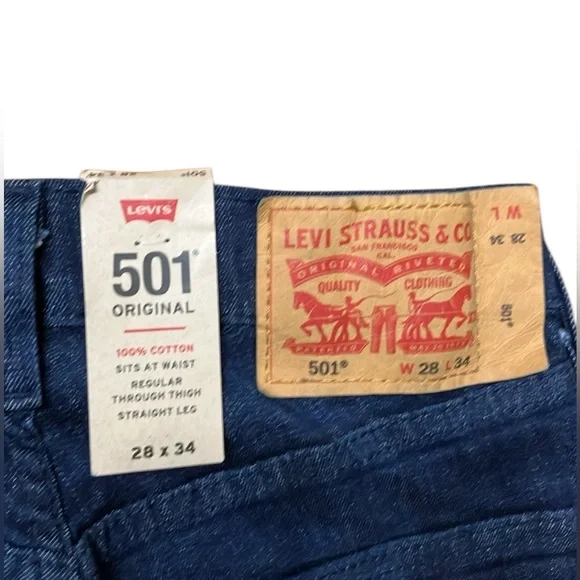 Levi's
501®
ORIGINAL
100% COTTON
SITS AT WAIST
REGULAR
THROUGH THIGH
STRAIGHT LEG
28 x 34
LEVI STRAUSS & CO
SAN FRANCISCO
CAL.
ORIGINAL RIVETED
QUALITY CLOTHING
501® W 28 L 34
W L
28 34
501®